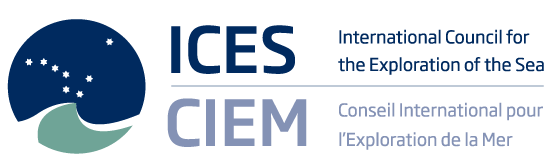 ICES
International Council for
the Exploration of the Sea
CIEM
Conseil International pour
l'Exploration de la Mer